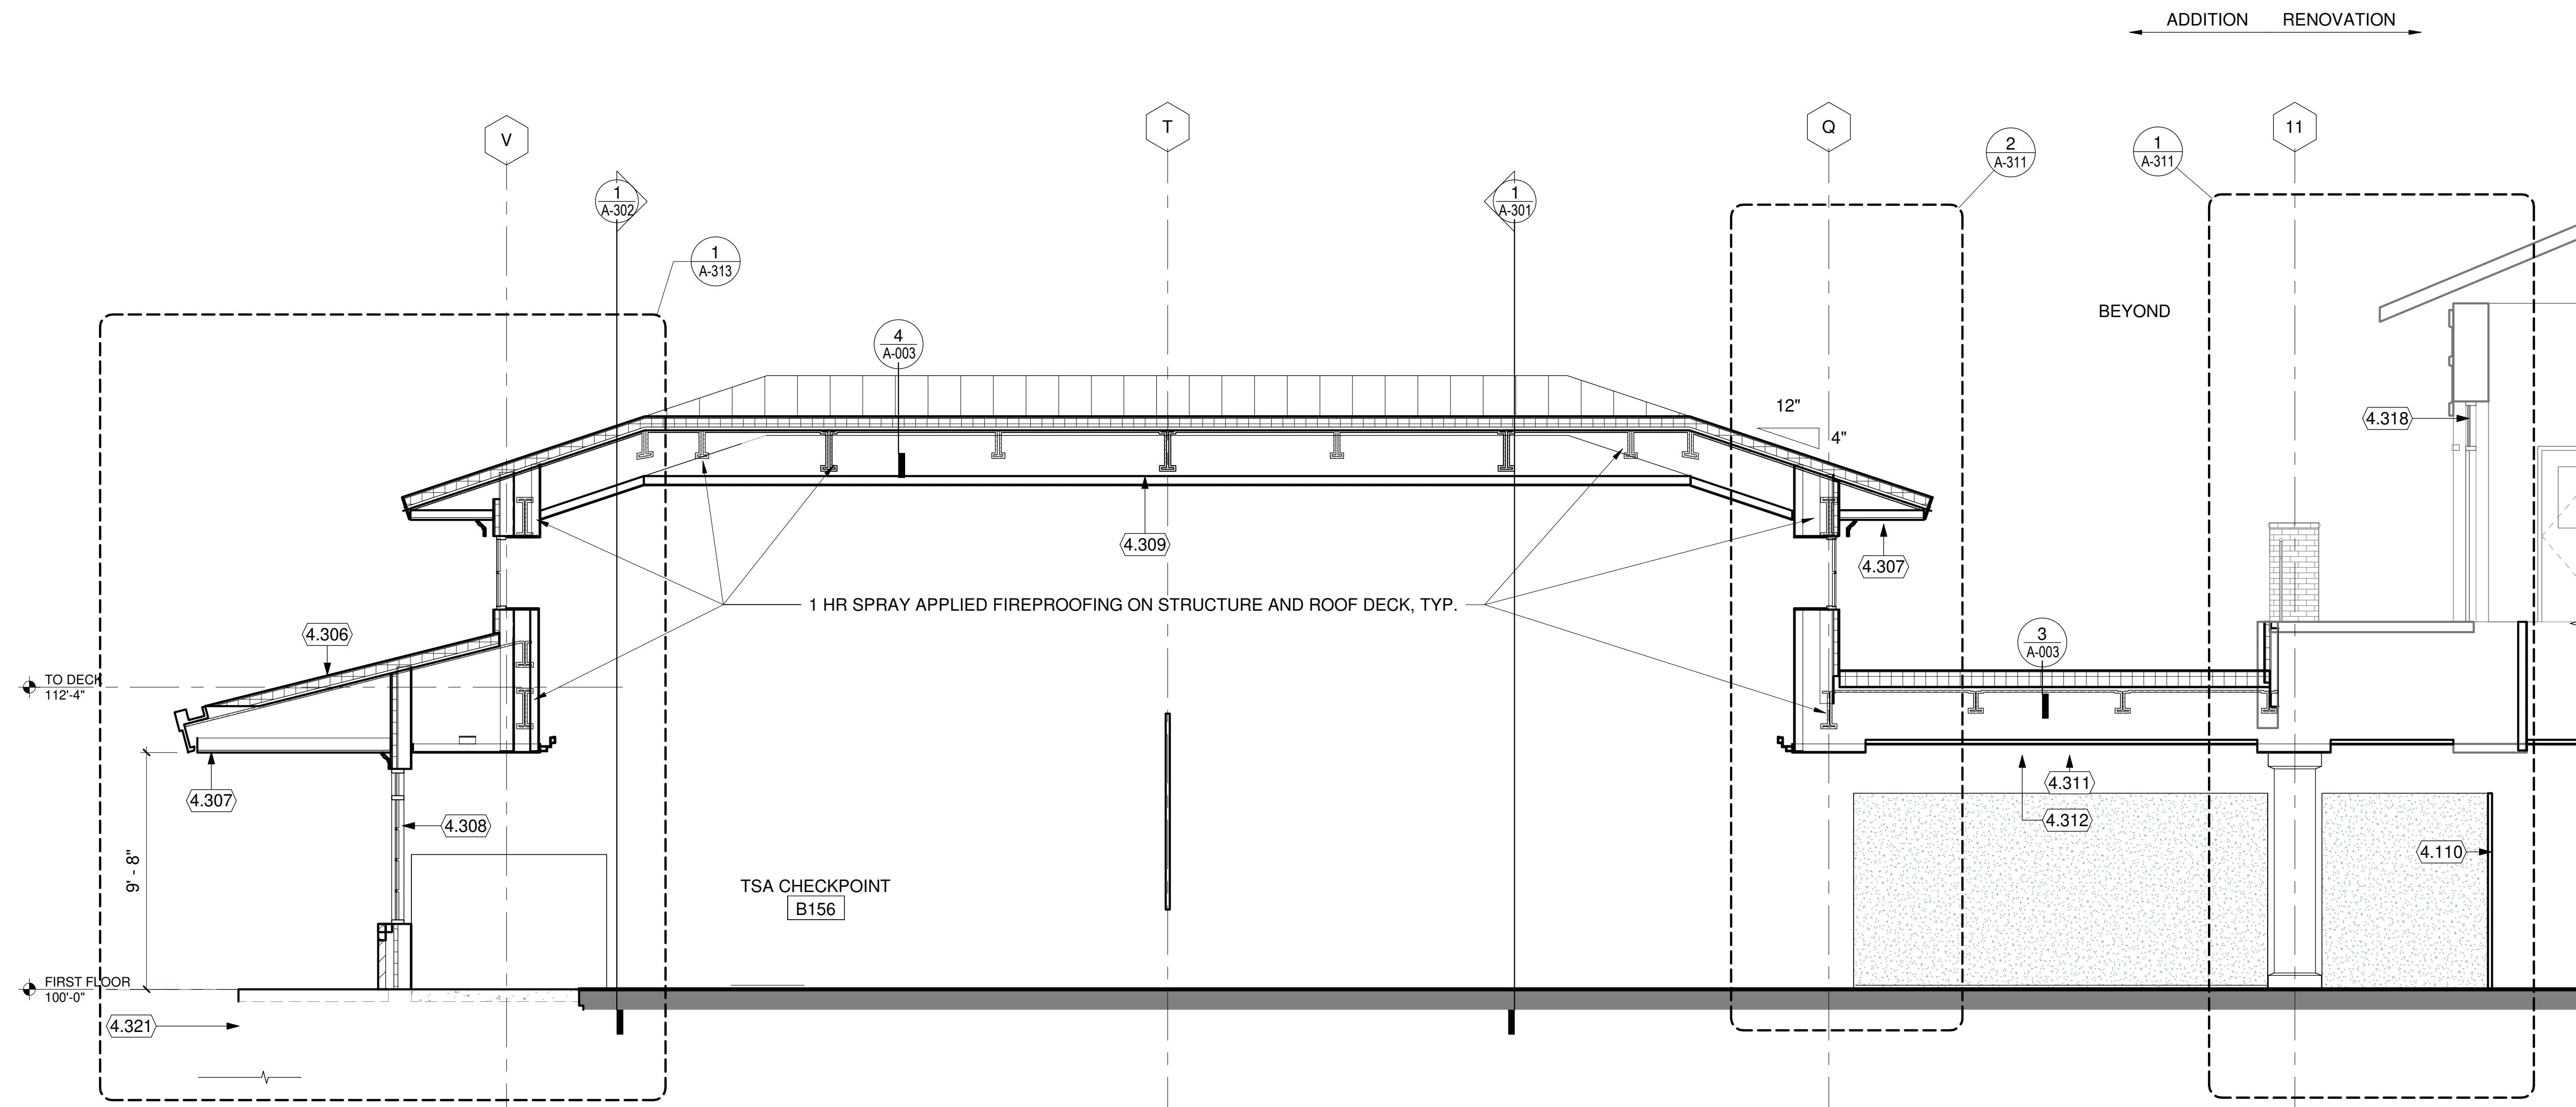 ADDITION RENOVATION
V
T
Q
11
2
A-311
1
A-311
1
A-302
1
A-301
1
A-313
BEYOND
4
A-003
12"
4"
4.318
4.309
4.307
1 HR SPRAY APPLIED FIREPROOFING ON STRUCTURE AND ROOF DECK, TYP.
4.306
3
A-003
TO DECK
112'-4"
4.307
4.308
4.311
4.312
4.110
9' - 8"
TSA CHECKPOINT
B156
FIRST FLOOR
100'-0"
4.321